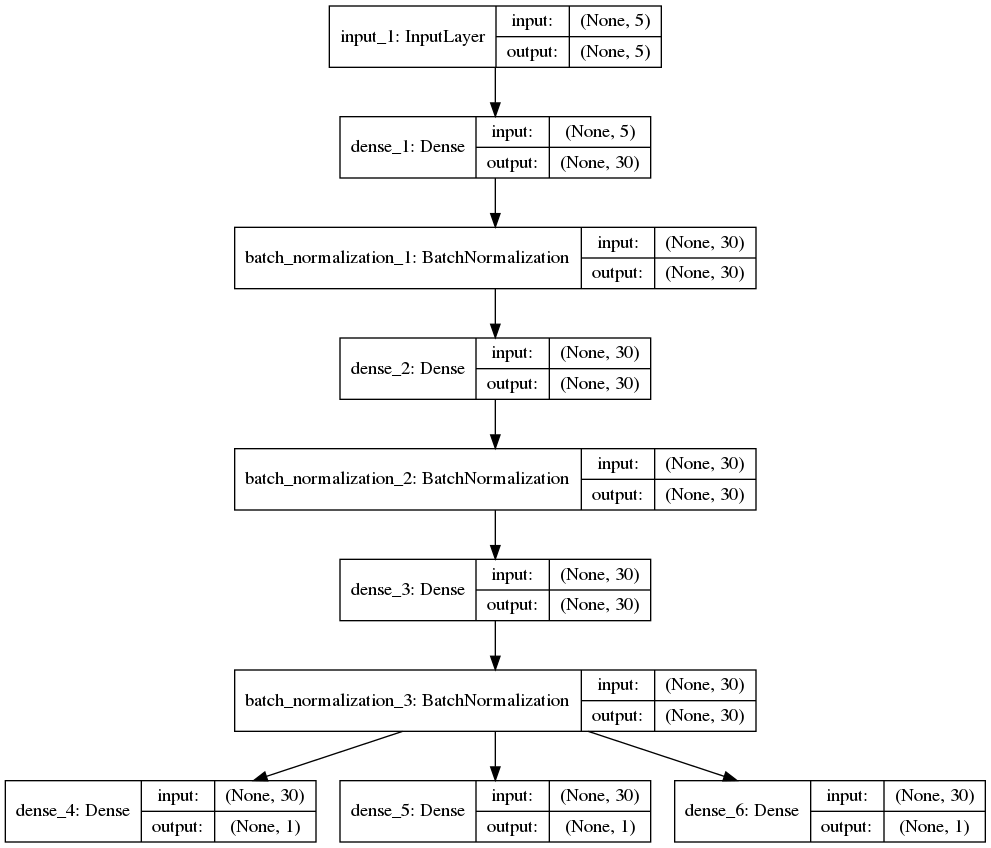 input_1: InputLayer
input: (None, 5)
output: (None, 5)
dense_1: Dense
input: (None, 5)
output: (None, 30)
batch_normalization_1: BatchNormalization
input: (None, 30)
output: (None, 30)
dense_2: Dense
input: (None, 30)
output: (None, 30)
batch_normalization_2: BatchNormalization
input: (None, 30)
output: (None, 30)
dense_3: Dense
input: (None, 30)
output: (None, 30)
batch_normalization_3: BatchNormalization
input: (None, 30)
output: (None, 30)
dense_4: Dense
input: (None, 30)
output: (None, 1)
dense_5: Dense
input: (None, 30)
output: (None, 1)
dense_6: Dense
input: (None, 30)
output: (None, 1)